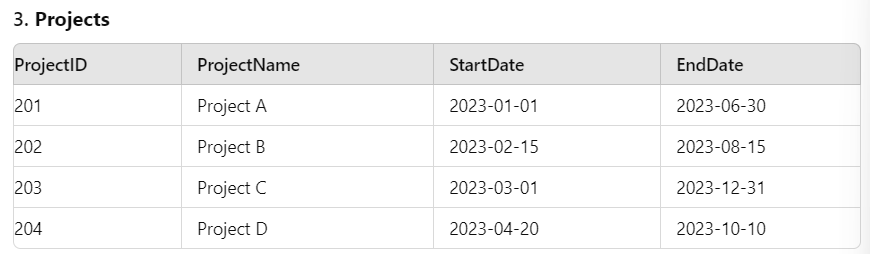 3. Projects
ProjectID ProjectName StartDate EndDate
201 Project A 2023-01-01 2023-06-30
202 Project B 2023-02-15 2023-08-15
203 Project C 2023-03-01 2023-12-31
204 Project D 2023-04-20 2023-10-10